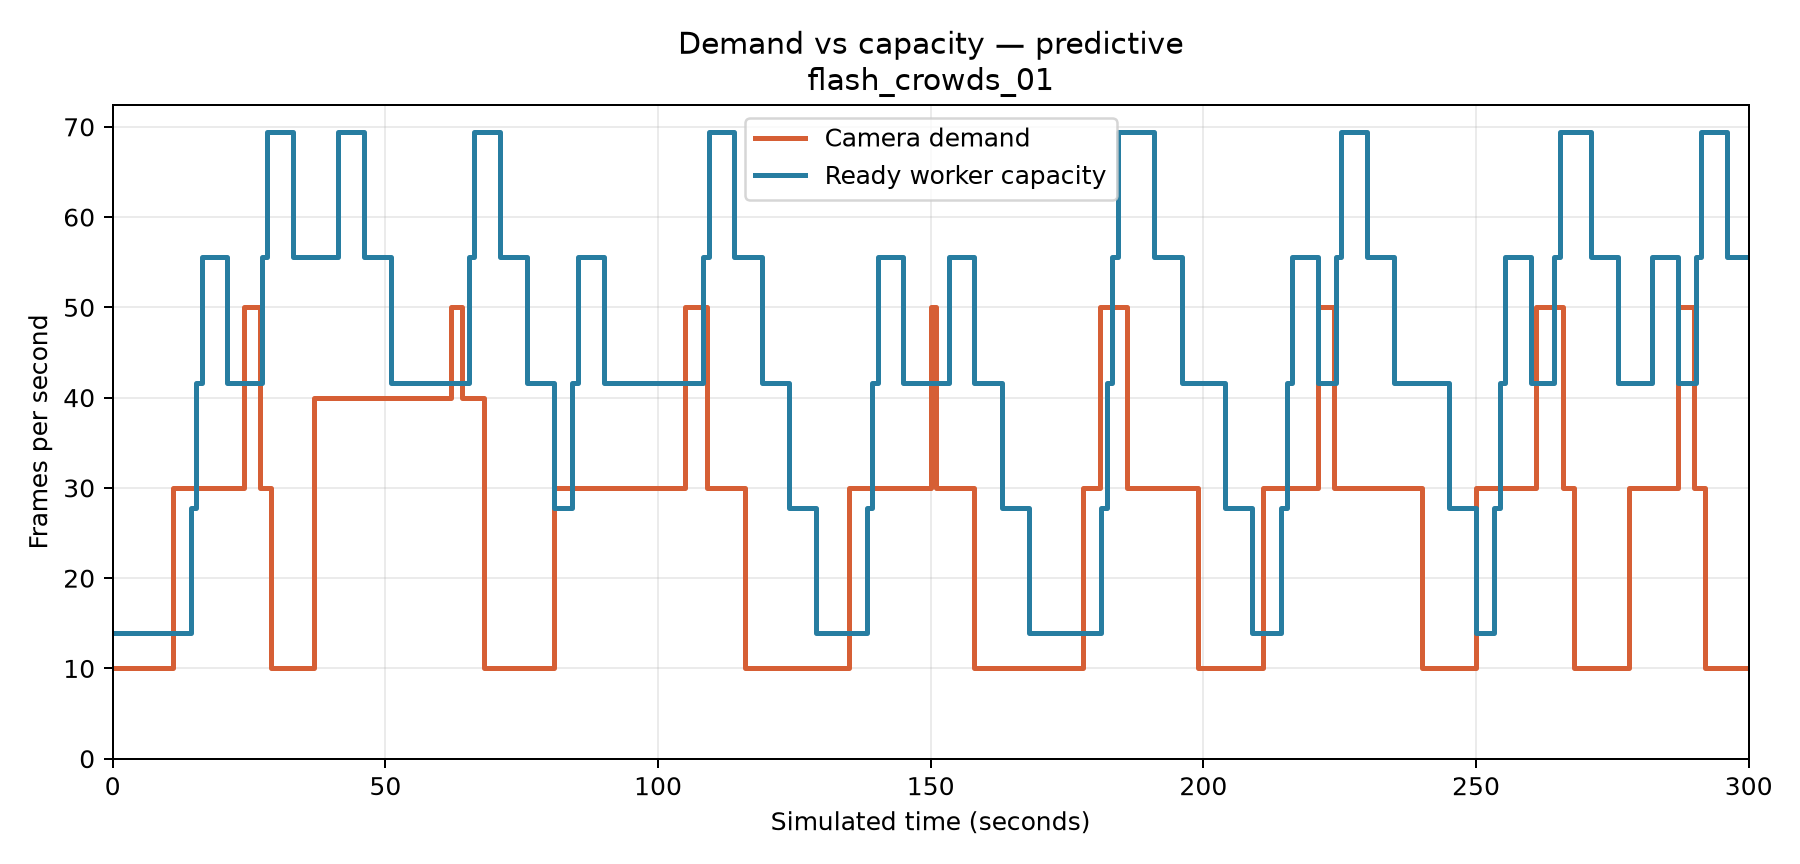 Demand vs capacity — predictive
flash_crowds_01
Camera demand
Ready worker capacity
Frames per second
70
60
50
40
30
20
10
0
0 50 100 150 200 250 300
Simulated time (seconds)